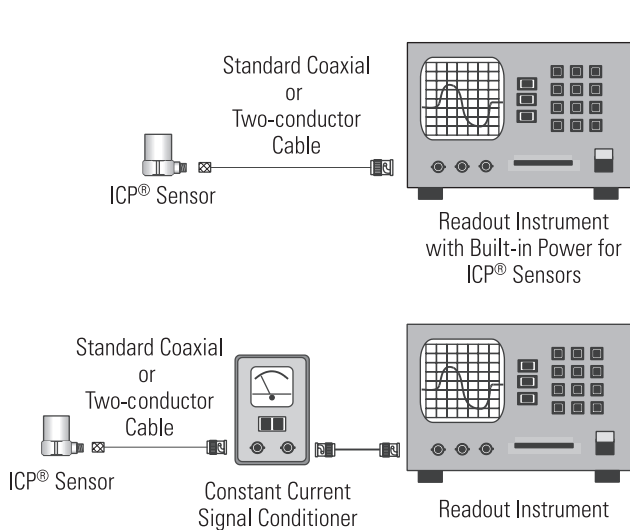 Standard Coaxial
or
Two-conductor
Cable
ICP® Sensor
Readout Instrument
with Built-in Power for
ICP® Sensors
Standard Coaxial
or
Two-conductor
Cable
ICP® Sensor
Constant Current
Signal Conditioner
Readout Instrument